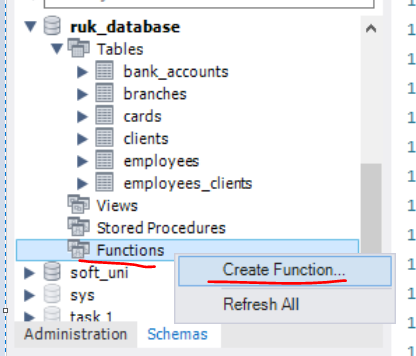 ruk_database
Tables
bank_accounts
branches
cards
clients
employees
employees_clients
Views
Stored Procedures
Functions
Create Function...
soft_uni
Refresh All
sys
task 1
Administration Schemas